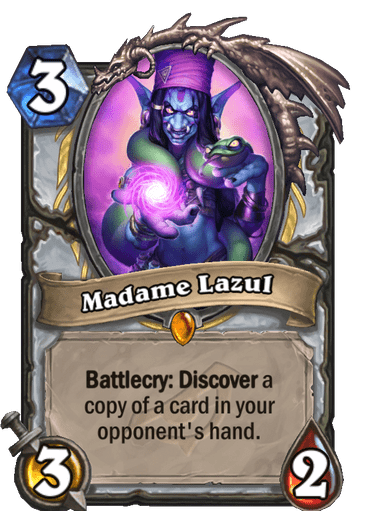 3
Madame Lazul
Battlecry: Discover a
copy of a card in your
opponent's hand.
3
2